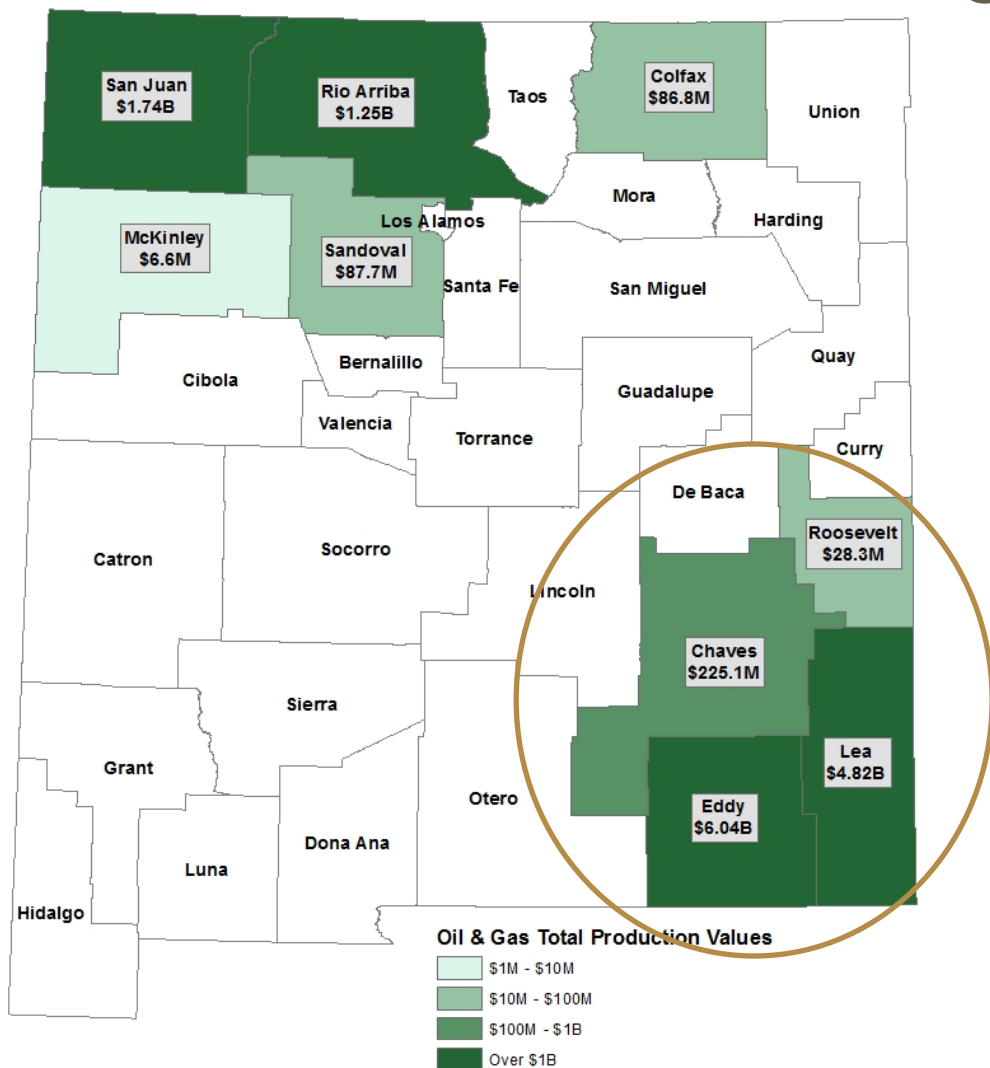 San Juan
$1.74B
Rio Arriba
$1.25B
Taos
Colfax
$86.8M
Union
Mora
Harding
Los Alamos
McKinley
$6.6M
Sandoval
$87.7M
Santa Fe
San Miguel
Bernalillo
Quay
Cibola
Guadalupe
Valencia
Torrance
Curry
De Baca
Roosevelt
$28.3M
Catron
Socorro
Lincoln
Chaves
$225.1M
Sierra
Lea
$4.82B
Grant
Otero
Eddy
$6.04B
Dona Ana
Luna
Hidalgo
Oil & Gas Total Production Values
$1M - $10M
$10M - $100M
$100M - $1B
Over $1B